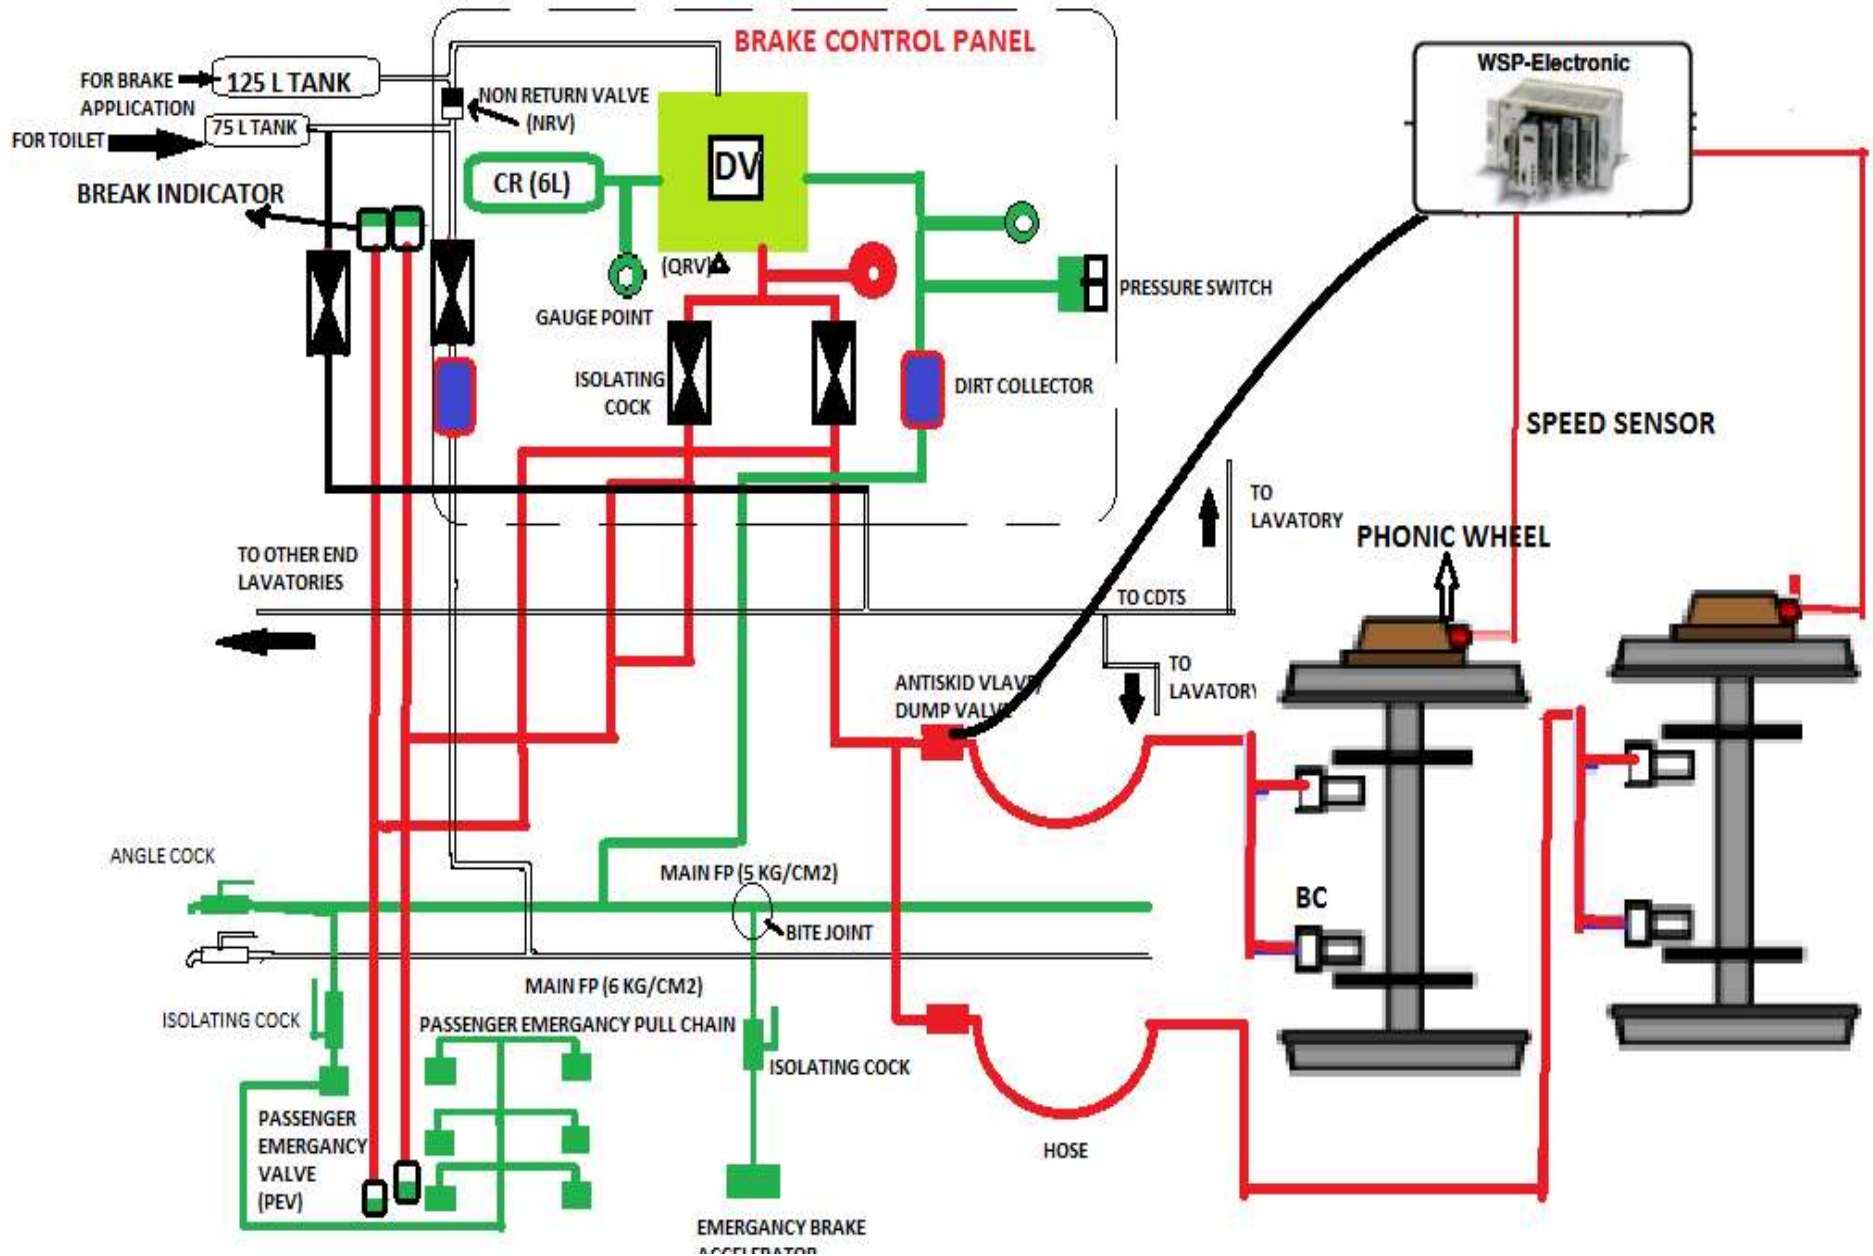 BRAKE CONTROL PANEL
WSP-Electronic
FOR BRAKE
APPLICATION
125 L TANK
NON RETURN VALVE
(NRV)
75 L TANK
FOR TOILET
DV
CR (6L)
BREAK INDICATOR
(QRV)
PRESSURE SWITCH
GAUGE POINT
ISOLATING
COCK
DIRT COLLECTOR
SPEED SENSOR
TO
LAVATORY
PHONIC WHEEL
TO OTHER END
LAVATORIES
TO CDTS
TO
LAVATORY
ANTISKID VLAVE/
DUMP VALVE
ANGLE COCK
MAIN FP (5 KG/CM2)
BC
BITE JOINT
MAIN FP (6 KG/CM2)
ISOLATING COCK
PASSENGER EMERGANCY PULL CHAIN
ISOLATING COCK
PASSENGER
EMERGANCY
VALVE
(PEV)
HOSE
EMERGANCY BRAKE
ACCELERATOR